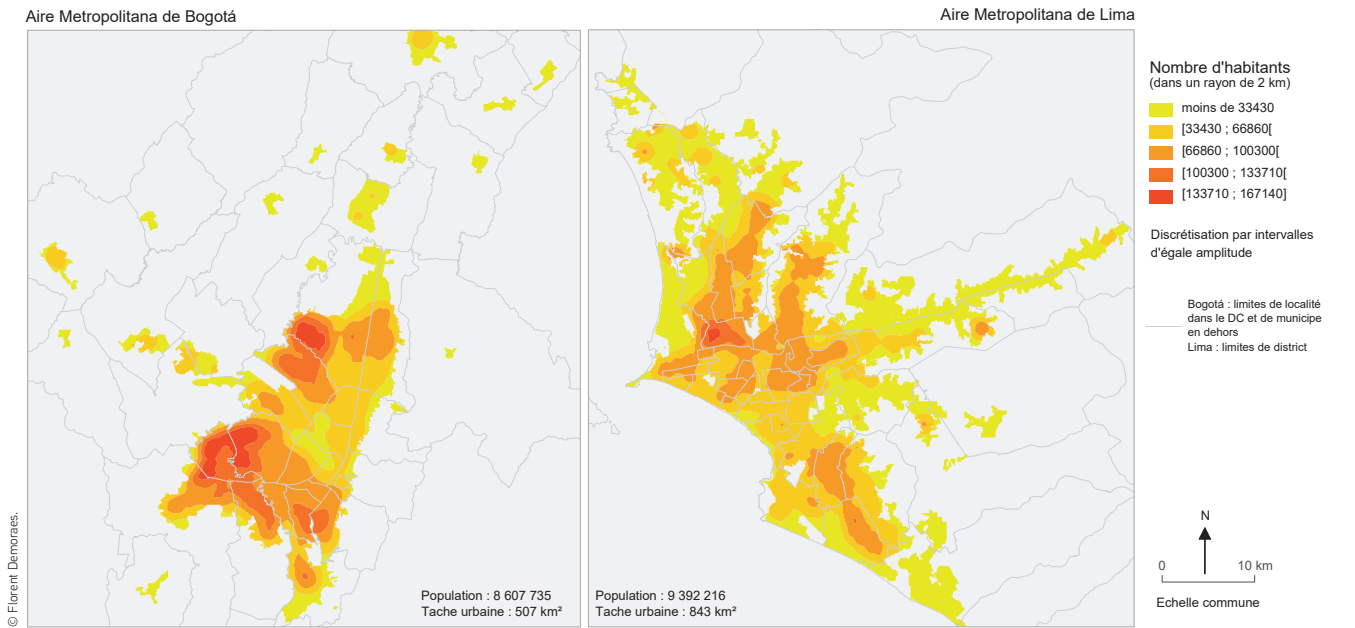 Aire Metropolitana de Bogotá
Aire Metropolitana de Lima
Population : 8 607 735
Tache urbaine : 507 km²
Population : 9 392 216
Tache urbaine : 843 km²
© Florent Demoraes.
Nombre d'habitants
(dans un rayon de 2 km)
moins de 33430
[33430 ; 66860[
[66860 ; 100300[
[100300 ; 133710[
[133710 ; 167140]
Discrétisation par intervalles
d'égale amplitude
Bogotá : limites de localité
dans le DC et de municipe
en dehors
Lima : limites de district
N
0 10 km
Echelle commune